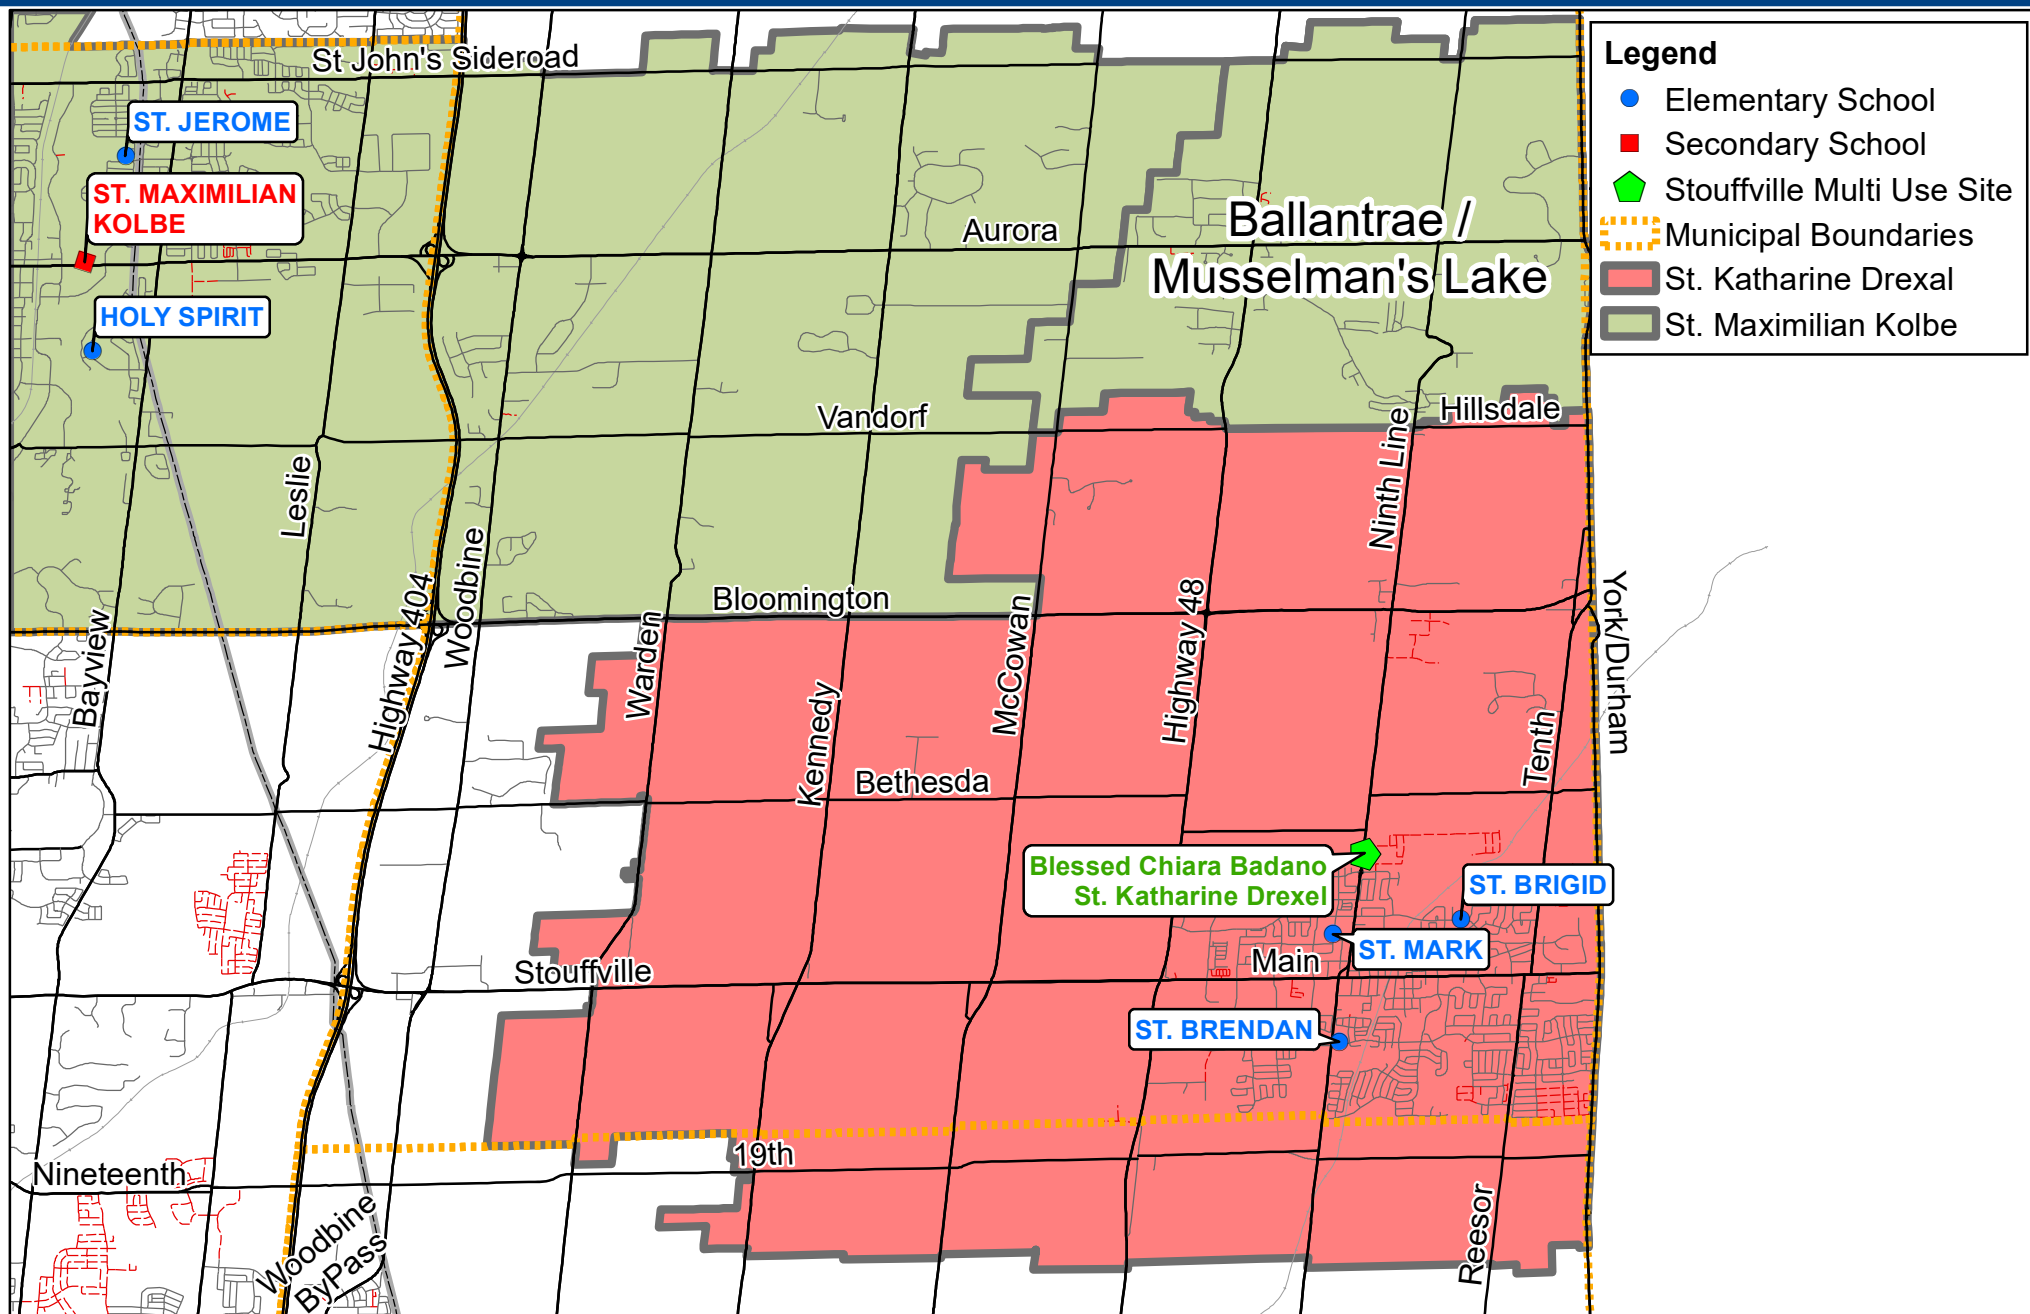 St John's Sideroad
Legend
Elementary School
Secondary School
Stouffville Multi Use Site
Municipal Boundaries
St. Katharine Drexal
St. Maximilian Kolbe
ST. JEROME
ST. MAXIMILIAN
KOLBE
HOLY SPIRIT
Aurora
Ballantrae /
Musselman's Lake
Vandorf
Hillsdale
Leslie
Ninth Line
Woodbine
Highway 404
Bloomington
Bayview
Warden
McCowan
Highway 48
York/Durham
Kennedy
Bethesda
Tenth
Blessed Chiara Badano
St. Katharine Drexel
ST. BRIGID
ST. MARK
Main
Stouffville
ST. BRENDAN
19th
Nineteenth
Woodbine
ByPass
Reesor